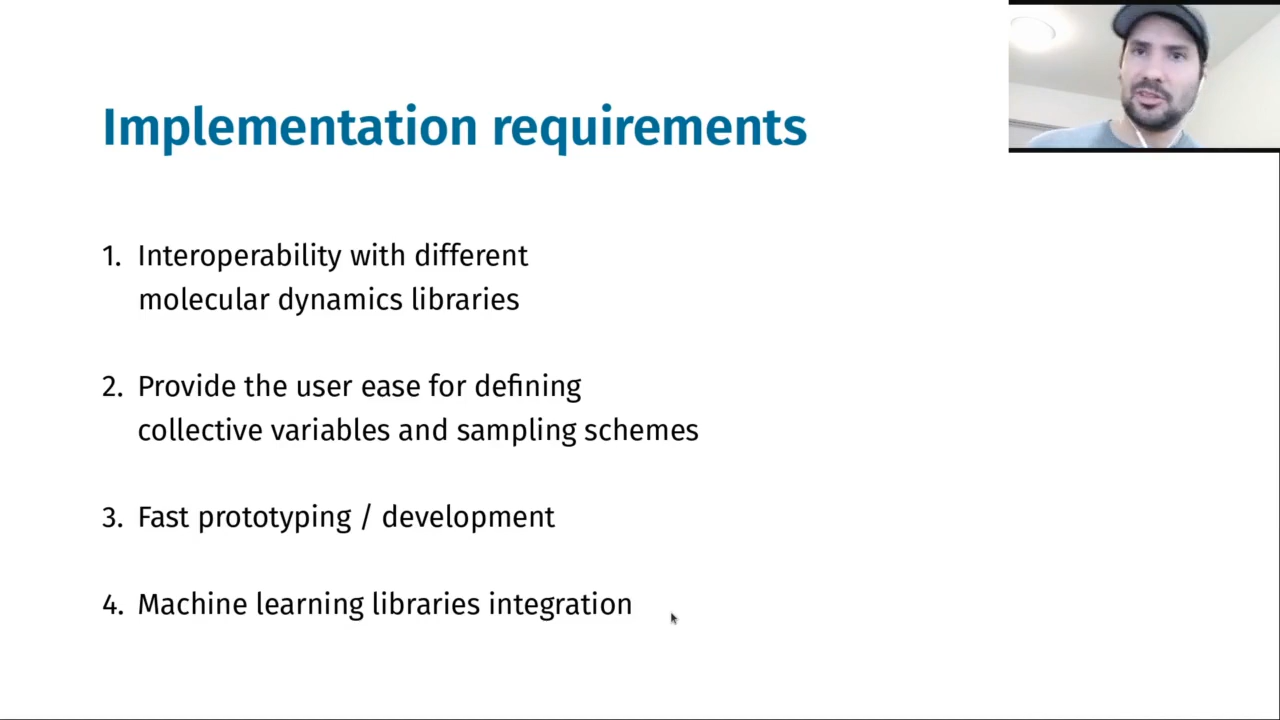 Implementation requirements
1. Interoperability with different
molecular dynamics libraries
2. Provide the user ease for defining
collective variables and sampling schemes
3. Fast prototyping / development
4. Machine learning libraries integration